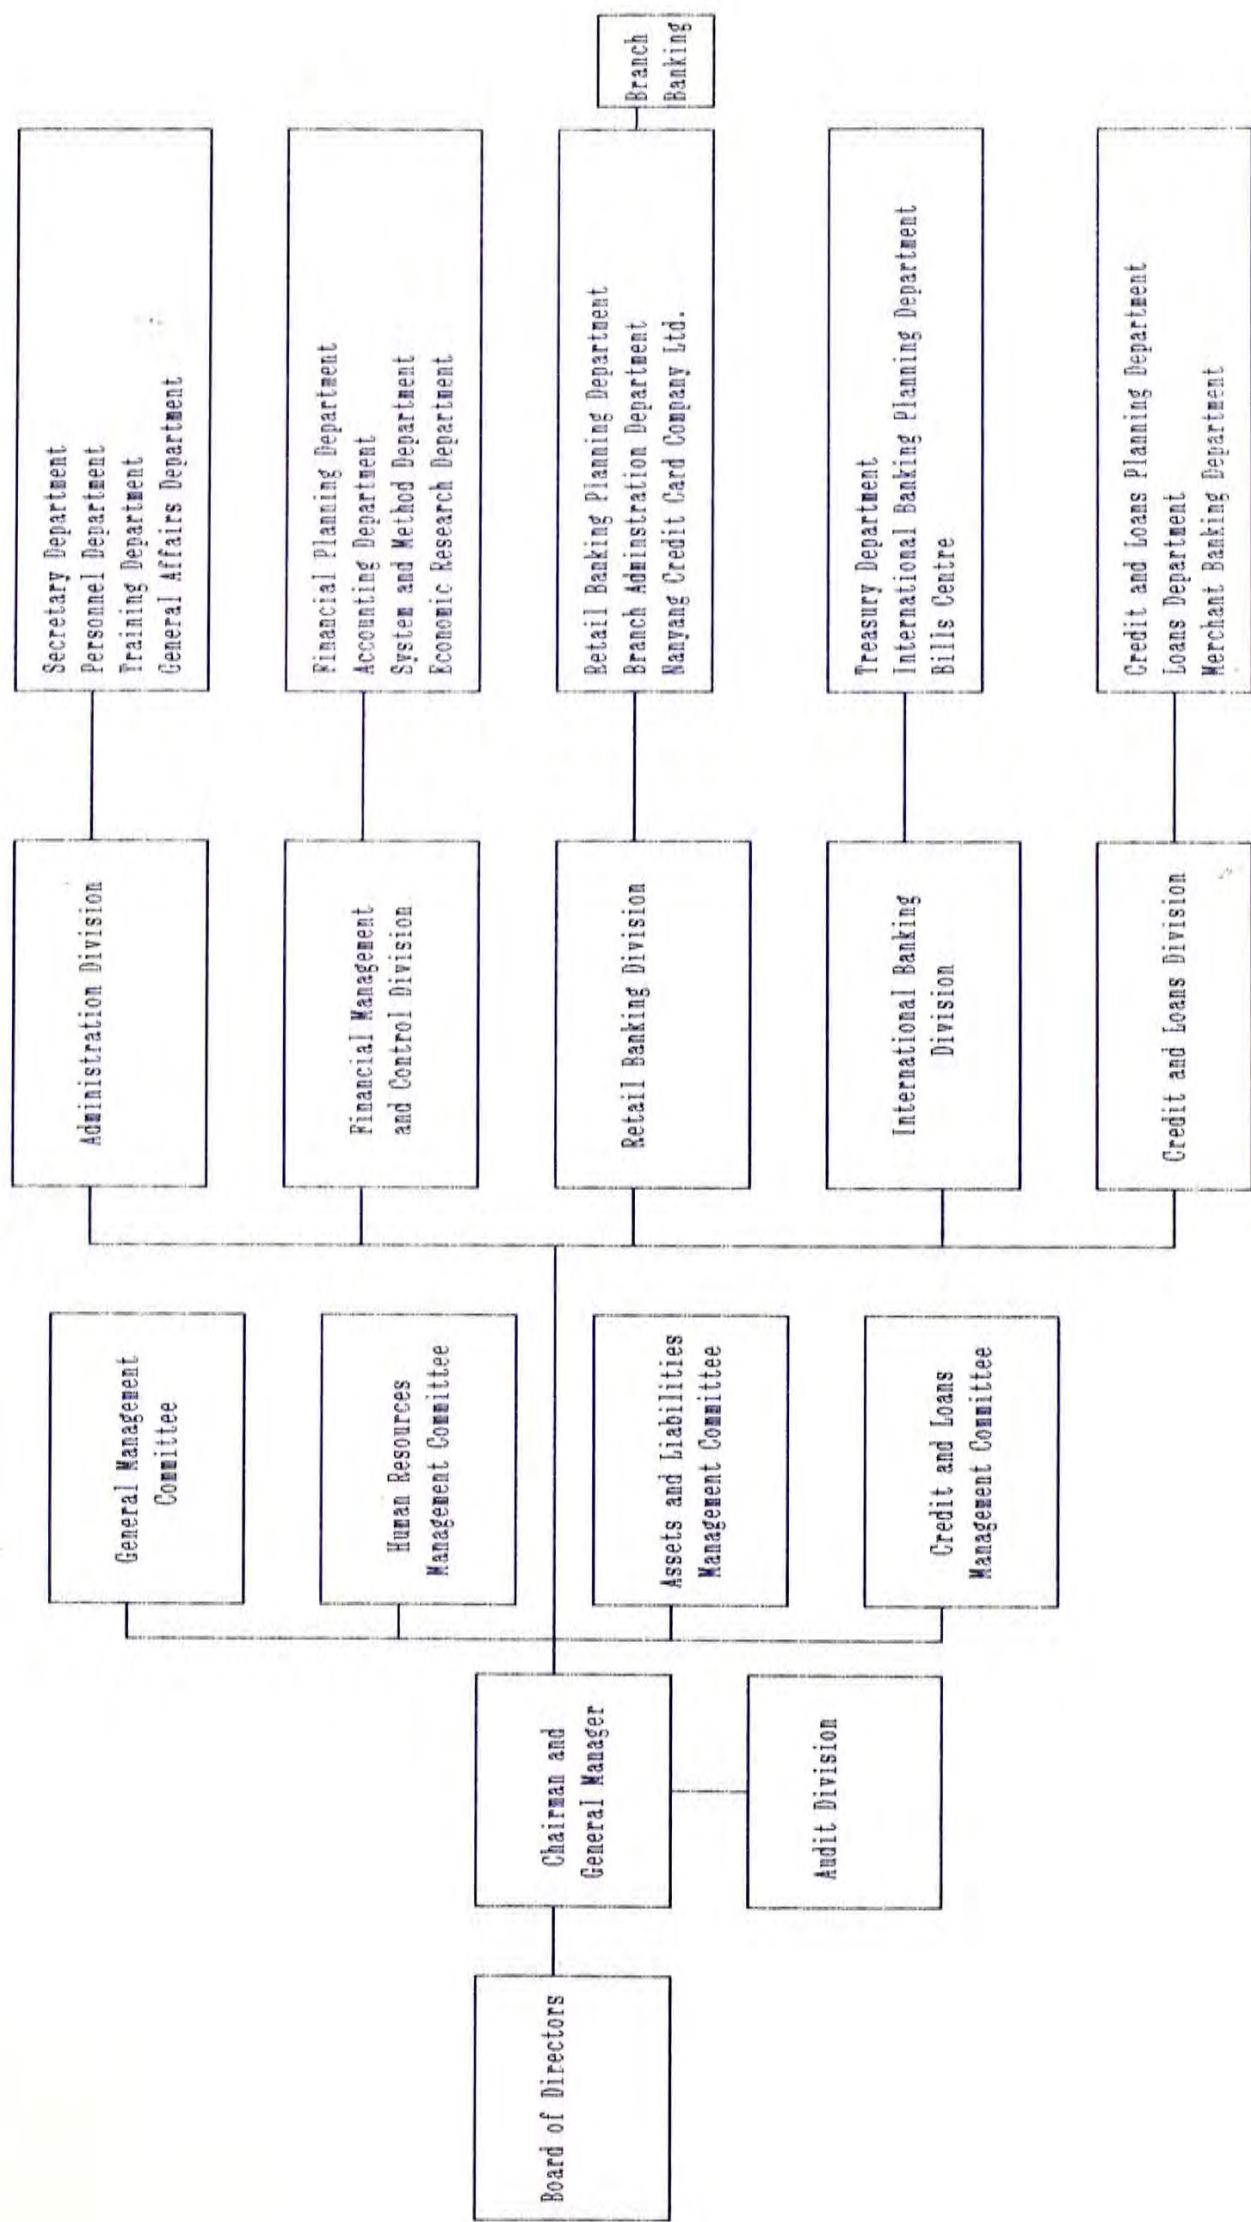 Board of Directors
Chairman and
General Manager
Audit Division
General Management
Committee
Human Resources
Management Committee
Assets and Liabilities
Management Committee
Credit and Loans
Management Committee
Administration Division
Financial Management
and Control Division
Retail Banking Division
International Banking
Division
Credit and Loans Division
Secretary Department
Personnel Department
Training Department
General Affairs Department
Financial Planning Department
Accounting Department
System and Method Department
Economic Research Department
Retail Banking Planning Department
Branch Adminstration Department
Nanyang Credit Card Company Ltd.
Treasury Department
International Banking Planning Department
Bills Centre
Credit and Loans Planning Department
Loans Department
Merchant Banking Department
Branch
Banking